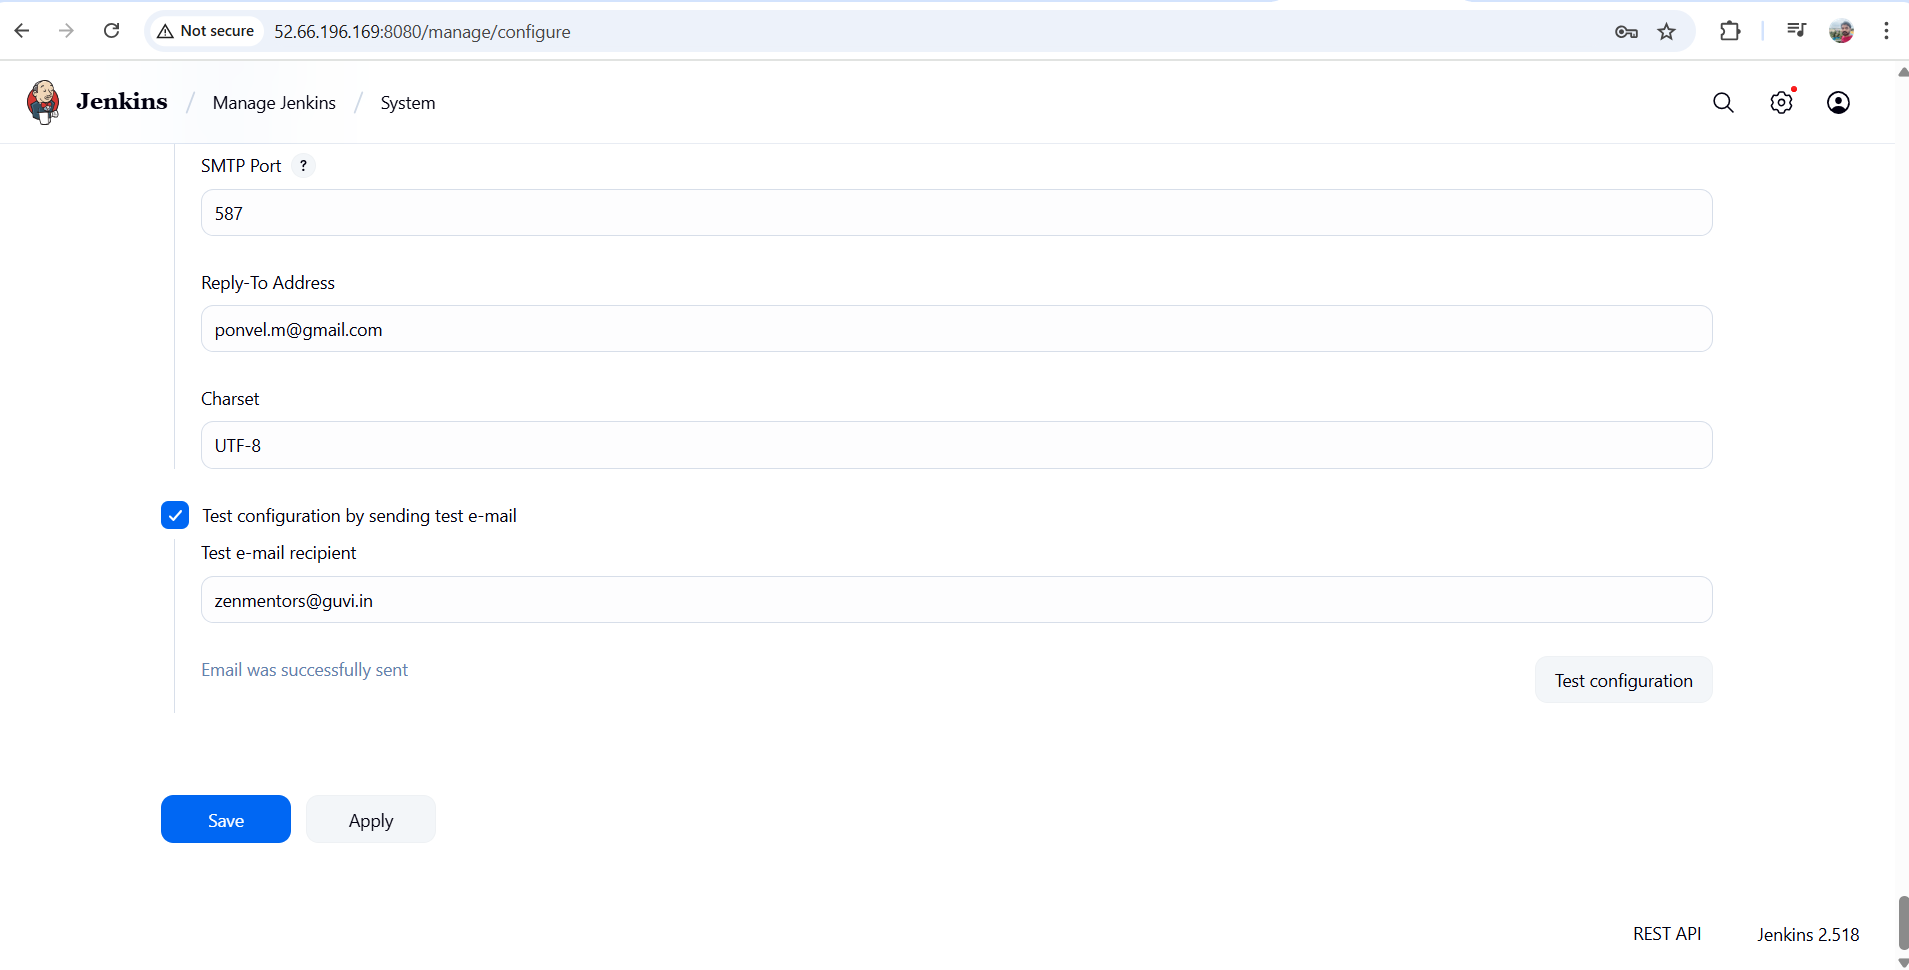 Not secure 52.66.196.169:8080/manage/configure
Jenkins / Manage Jenkins / System
SMTP Port ?
587
Reply-To Address
ponvel.m@gmail.com
Charset
UTF-8
Test configuration by sending test e-mail
Test e-mail recipient
zenmentors@guvi.in
Email was successfully sent
Test configuration
Save Apply
REST API Jenkins 2.518